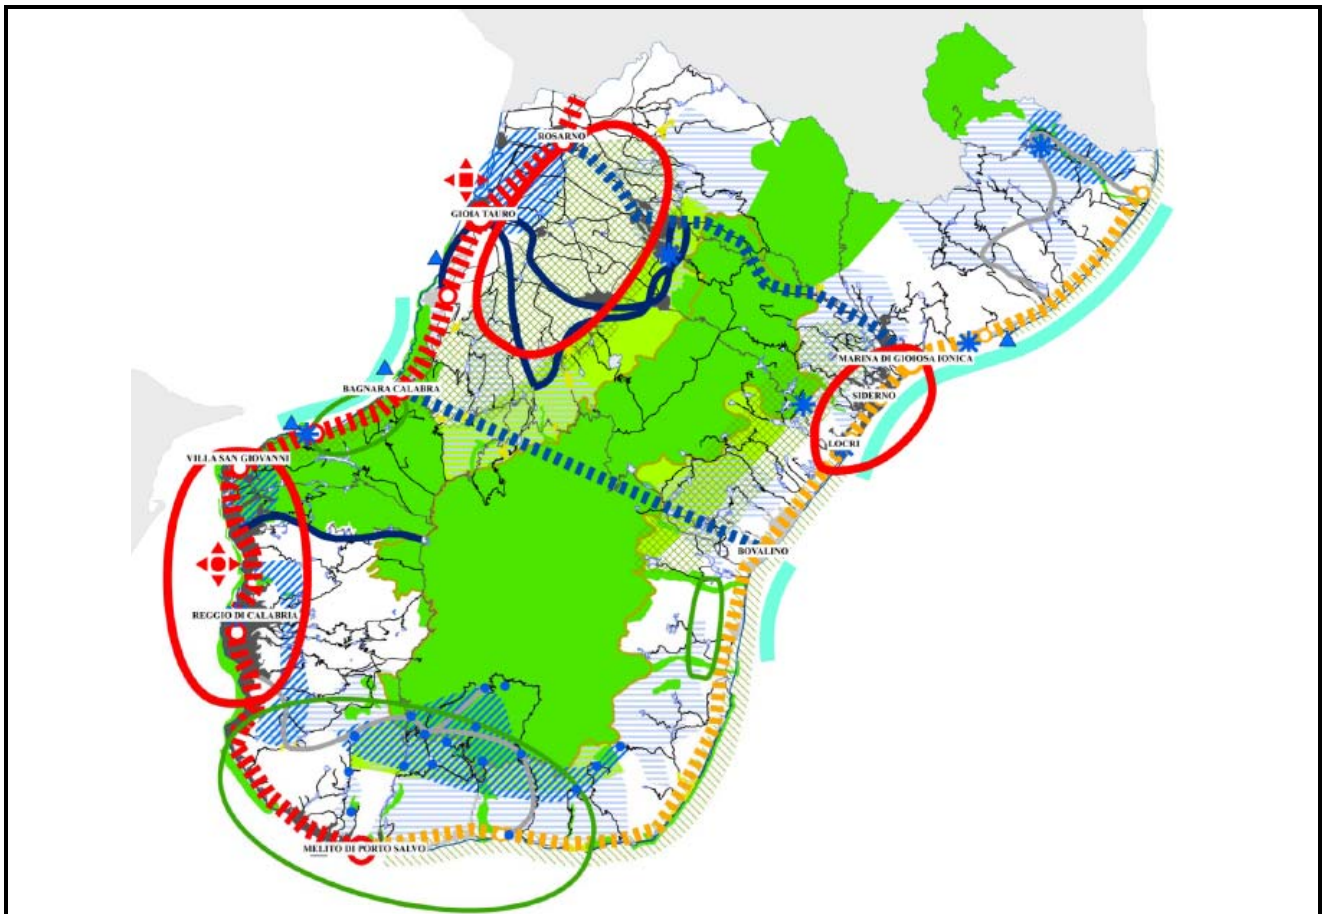 ROSARNO
GIOIA TAURO
MARINA DI GIOIOSA IONICA
BAGNARA CALABRA
SIDERNO
LOCRI
VILLA SAN GIOVANNI
BOVALINO
REGGIO DI CALABRIA
MELITO DI PORTO SALVO